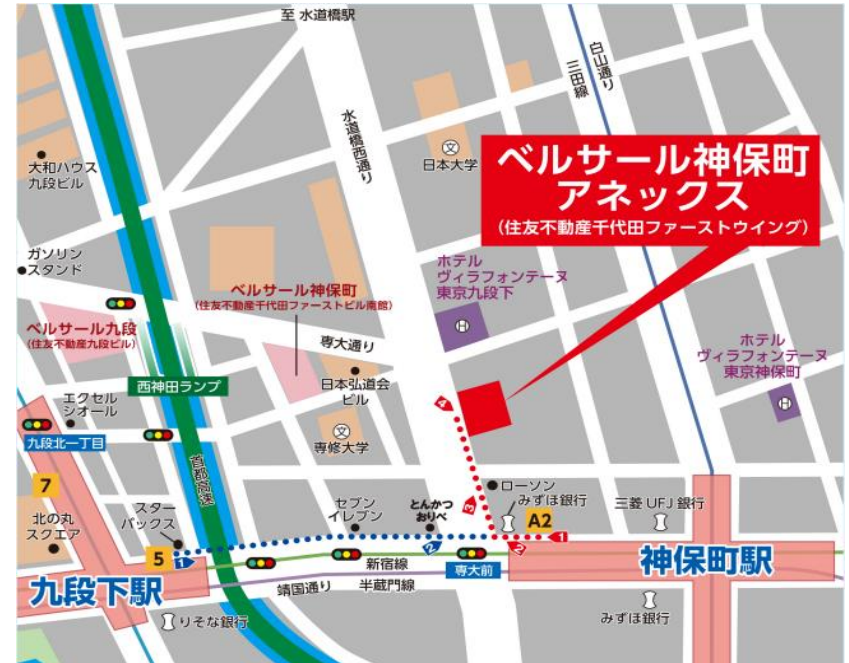 至 水道橋駅
白山通り
三田線
水道橋西通り
大和ハウス
九段ビル
文
日本大学
ベルサール神保町
アネックス
(住友不動産千代田ファーストウイング)
ガソリン
スタンド
ホテル
ヴィラフォンテーヌ
東京九段下
H
ベルサール神保町
(住友不動産千代田ファーストビル南館)
ベルサール九段
(住友不動産九段ビル)
専大通り
ホテル
ヴィラフォンテーヌ
東京神保町
H
西神田ランプ
日本弘道会
ビル
エクセル
シオール
4
九段北一丁目
文
専修大学
首都高速
7
ローソン
みずほ銀行
セブン
イレブン
とんかつ
おりべ
3
A2
三菱UFJ銀行
北の丸
スクエア
スター
バックス
5
1
2
2
1
新宿線
専大前
神保町駅
九段下駅
靖国通り
半蔵門線
りそな銀行
みずほ銀行